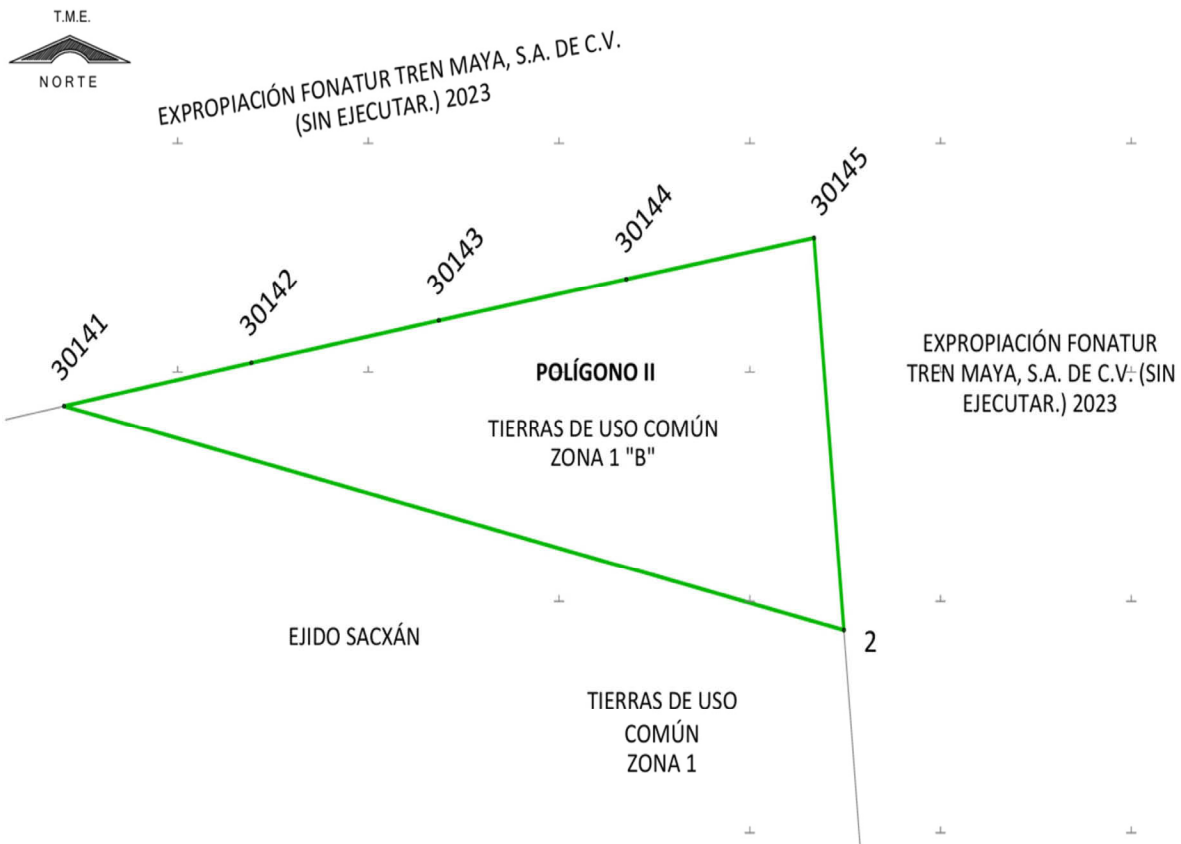 T.M.E.
NORTE
EXPROPIACIÓN FONATUR TREN MAYA, S.A. DE C.V.
(SIN EJECUTAR.) 2023
30145
30144
30143
30142
30141
POLÍGONO II
TIERRAS DE USO COMÚN
ZONA 1 "B"
EXPROPIACIÓN FONATUR
TREN MAYA, S.A. DE C.V. (SIN
EJECUTAR.) 2023
EJIDO SACXÁN
2
TIERRAS DE USO
COMÚN
ZONA 1